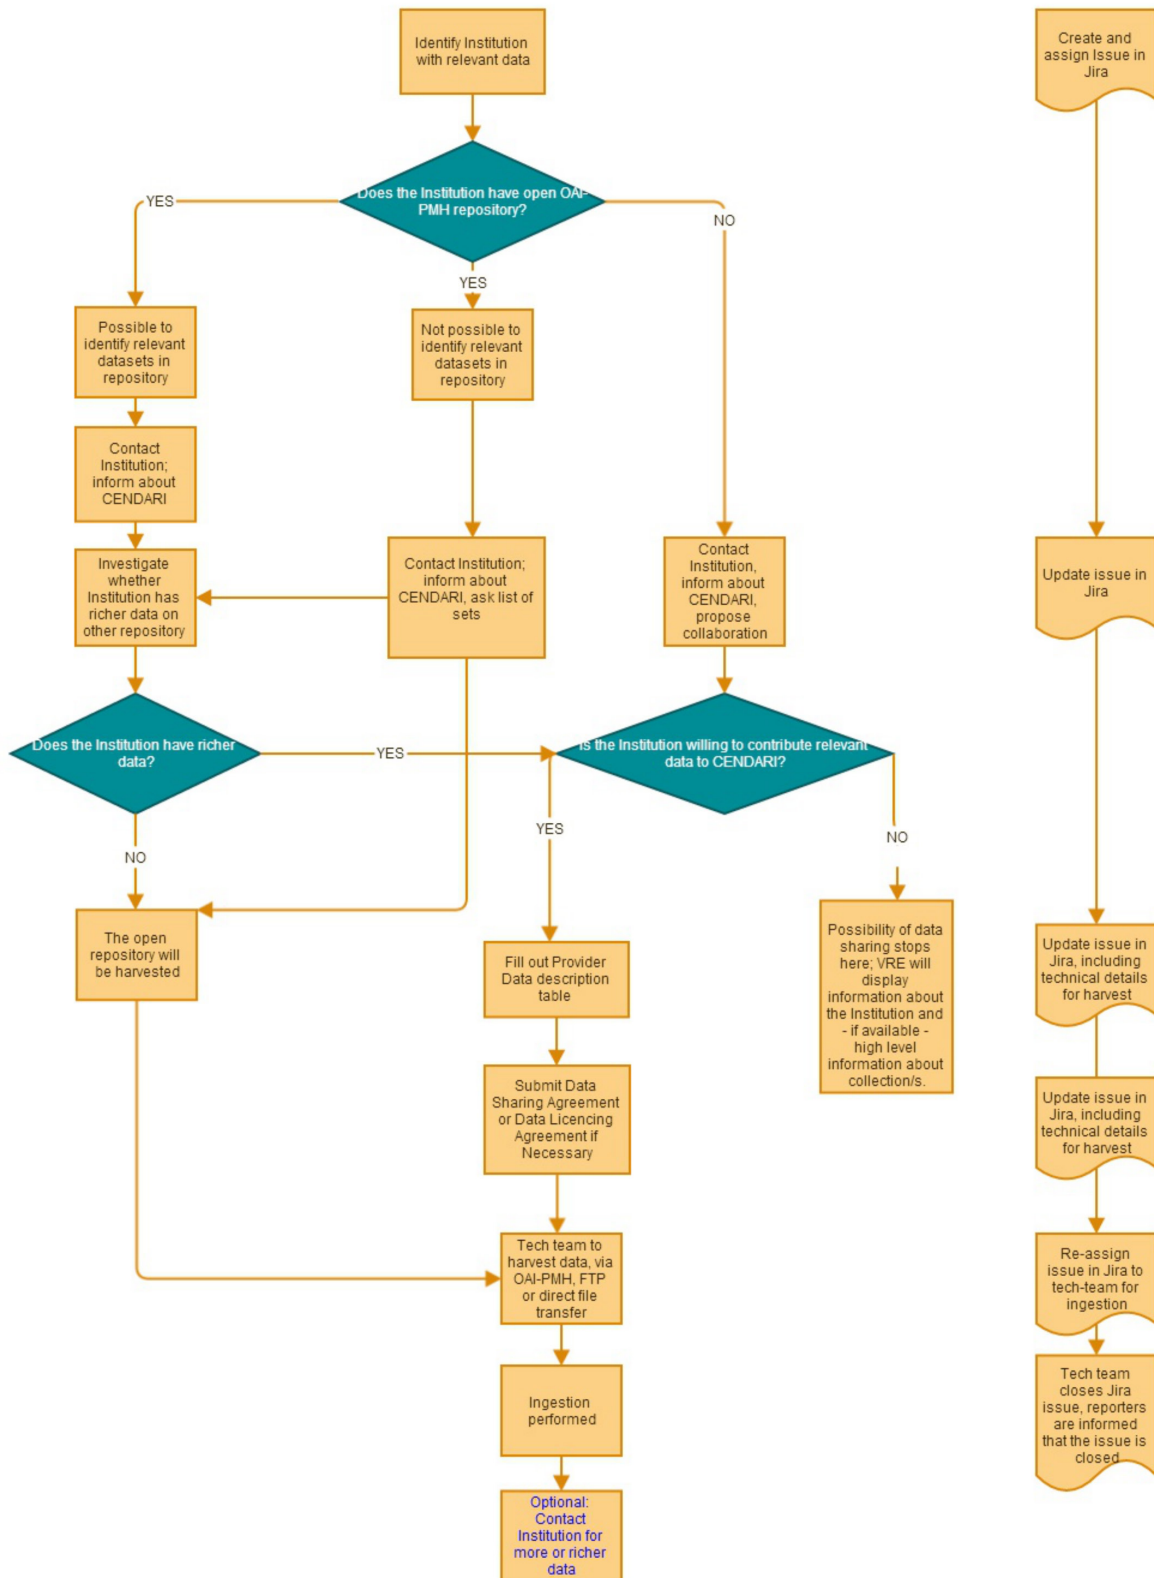 Identify Institution
with relevant data
Create and
assign Issue in
Jira
Does the Institution have open OAI-
PMH repository?
YES
NO
YES
Possible to
identify relevant
datasets in
repository
Not possible to
identify relevant
datasets in
repository
Contact
Institution;
inform about
CENDARI
Investigate
whether
Institution has
richer data on
other repository
Contact Institution;
inform about
CENDARI, ask list of
sets
Contact
Institution,
inform about
CENDARI,
propose
collaboration
Update issue in
Jira
Does the Institution have richer
data?
YES
Is the Institution willing to contribute relevant
data to CENDARI?
YES
NO
NO
The open
repository will
be harvested
Fill out Provider
Data description
table
Possibility of data
sharing stops
here; VRE will
display
information about
the Institution and
- if available -
high level
information about
collection/s.
Update issue in
Jira, including
technical details
for harvest
Submit Data
Sharing Agreement
or Data Licencing
Agreement if
Necessary
Update issue in
Jira, including
technical details
for harvest
Tech team to
harvest data, via
OAI-PMH, FTP
or direct file
transfer
Re-assign
issue in Jira to
tech-team for
ingestion
Ingestion
performed
Tech team
closes Jira
issue, reporters
are informed
that the issue is
closed
Optional:
Contact
Institution for
more or richer
data